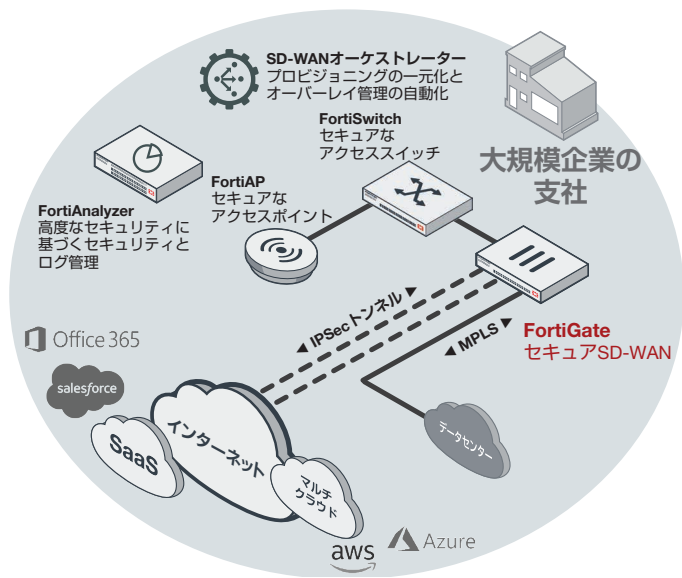 SD-WANオーケストレーター
プロビジョニングの一元化と
オーバーレイ管理の自動化
FortiSwitch
セキュアな
アクセススイッチ
大規模企業の
支社
FortiAP
セキュアな
アクセスポイント
FortiAnalyzer
高度なセキュリティに
基づくセキュリティと
ログ管理
◀ IPSecトンネル ▶
◀ MPLS ▶
FortiGate
セキュアSD-WAN
Office 365
salesforce
SaaS
インターネット
マルチ
クラウド
データセンター
aws
Azure